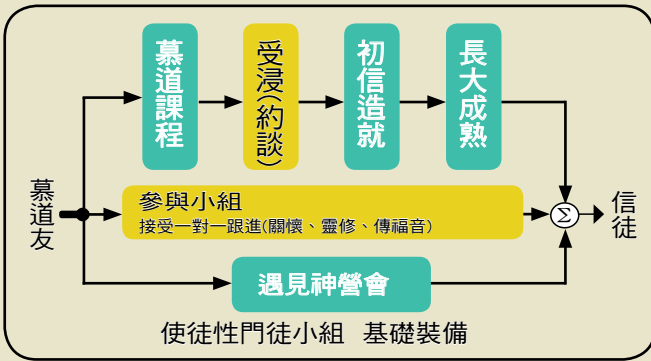 慕道課程
受浸(約談)
初信造就
長大成熟
慕道友
參與小組
接受一對一跟進(關懷、靈修、傳福音)
Σ
信徒
遇見神營會
使徒性門徒小組 基礎裝備